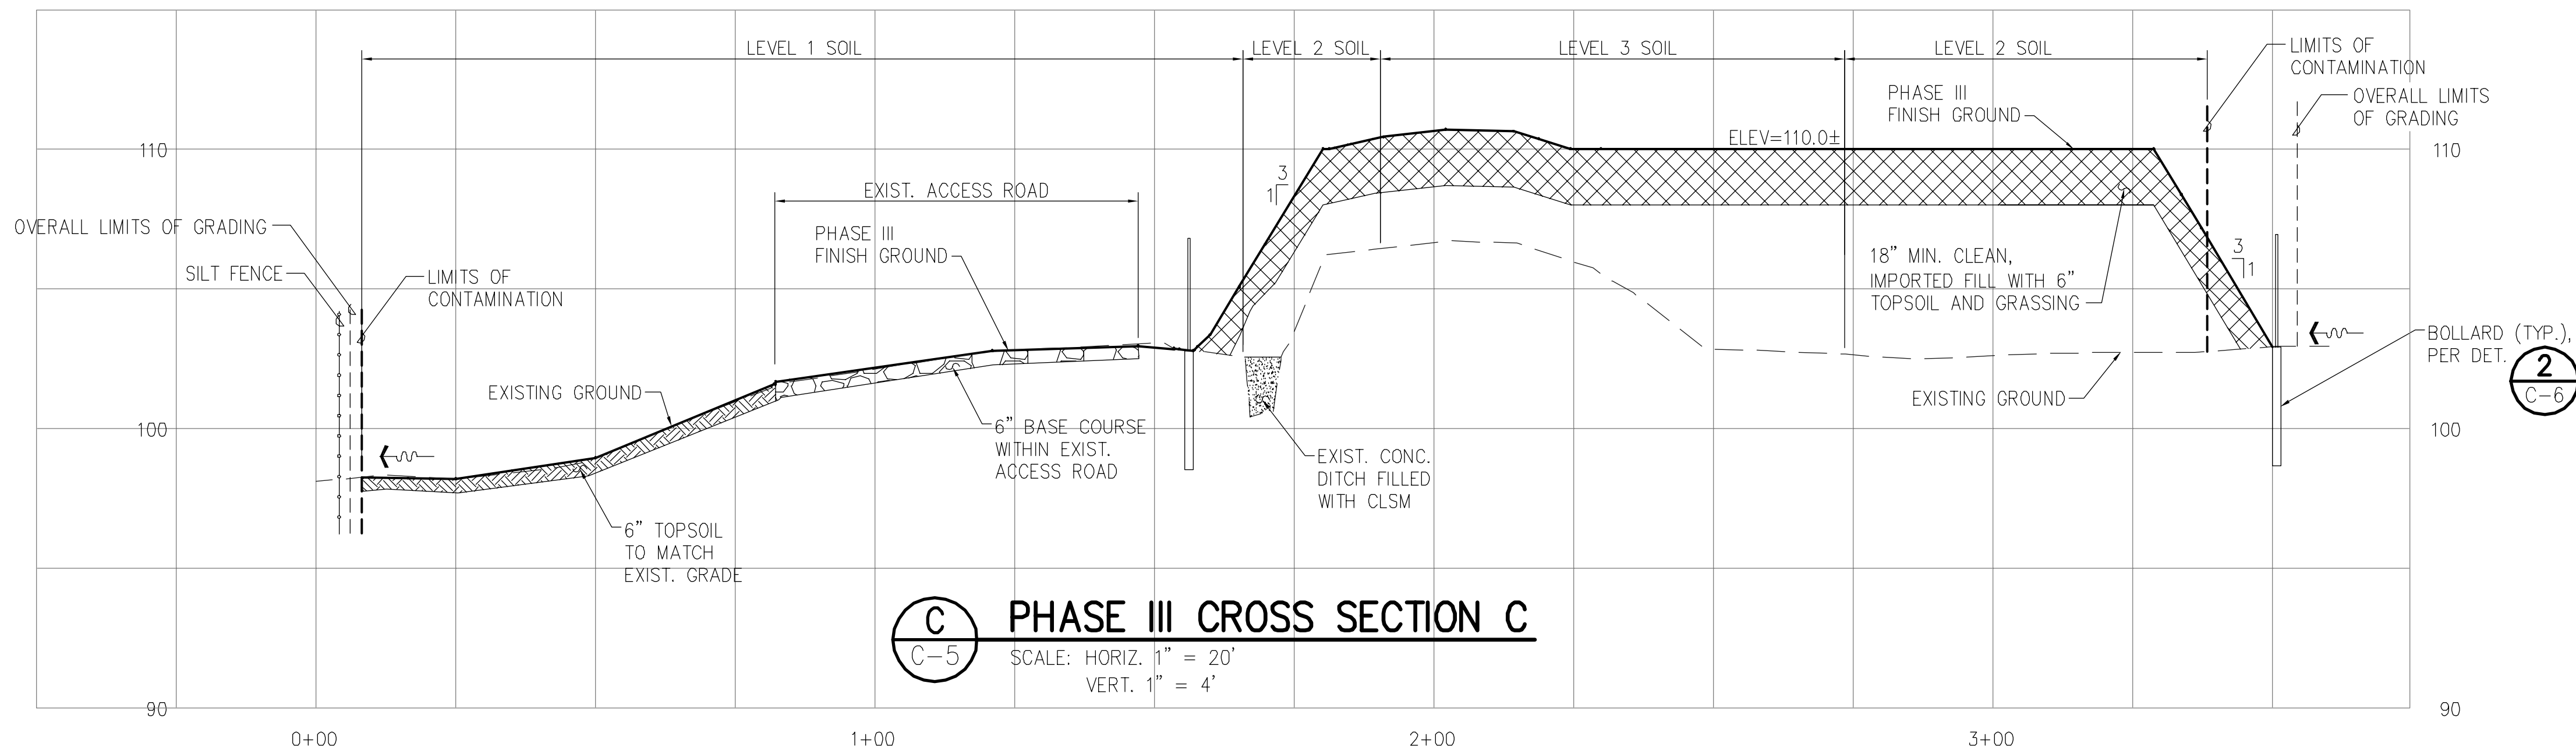 LEVEL 1 SOIL
LEVEL 2 SOIL
LEVEL 3 SOIL
LEVEL 2 SOIL
LIMITS OF
CONTAMINATION
OVERALL LIMITS
OF GRADING
PHASE III
FINISH GROUND
ELEV=110.0±
110
110
3
1
EXIST. ACCESS ROAD
OVERALL LIMITS OF GRADING
SILT FENCE
LIMITS OF
CONTAMINATION
PHASE III
FINISH GROUND
18" MIN. CLEAN,
IMPORTED FILL WITH 6"
TOPSOIL AND GRASSING
3
1
BOLLARD (TYP.),
PER DET.
2
C-6
EXISTING GROUND
EXISTING GROUND
100
100
6" BASE COURSE
WITHIN EXIST.
ACCESS ROAD
EXIST. CONC.
DITCH FILLED
WITH CLSM
6" TOPSOIL
TO MATCH
EXIST. GRADE
C
C-5
PHASE III CROSS SECTION C
SCALE: HORIZ. 1" = 20'
VERT. 1" = 4'
90
90
0+00
1+00
2+00
3+00